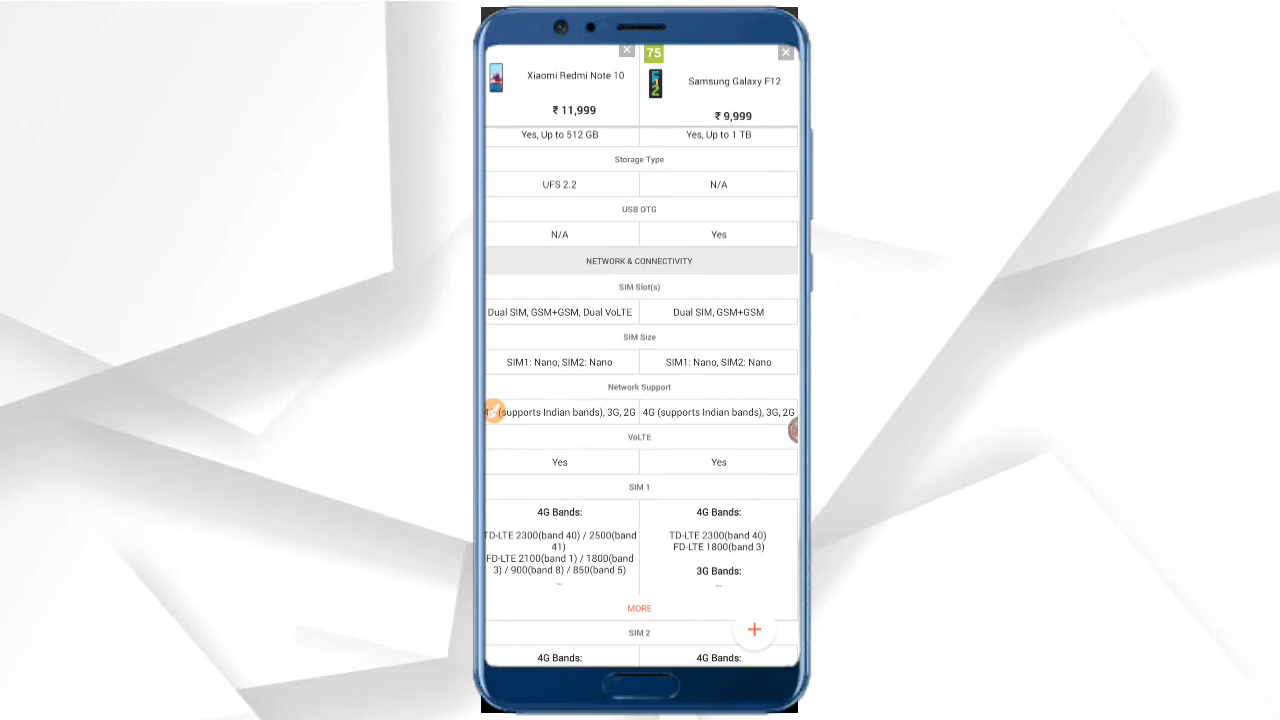 75
Xiaomi Redmi Note 10
Samsung Galaxy F12
₹ 11,999
₹ 9,999
Yes, Up to 512 GB
Yes, Up to 1 TB
Storage Type
UFS 2.2
N/A
USB OTG
N/A
Yes
NETWORK & CONNECTIVITY
SIM Slot(s)
Dual SIM, GSM+GSM, Dual VoLTE
Dual SIM, GSM+GSM
SIM Size
SIM1: Nano, SIM2: Nano
SIM1: Nano, SIM2: Nano
Network Support
(supports Indian bands), 3G, 2G
4G (supports Indian bands), 3G, 2G
VoLTE
Yes
Yes
SIM 1
4G Bands:
TD-LTE 2300(band 40) / 2500(band
41)
FD-LTE 2100(band 1) / 1800(band
3) / 900(band 8) / 850(band 5)
...
4G Bands:
TD-LTE 2300(band 40)
FD-LTE 1800(band 3)
3G Bands:
...
MORE
+
SIM 2
4G Bands:
4G Bands: